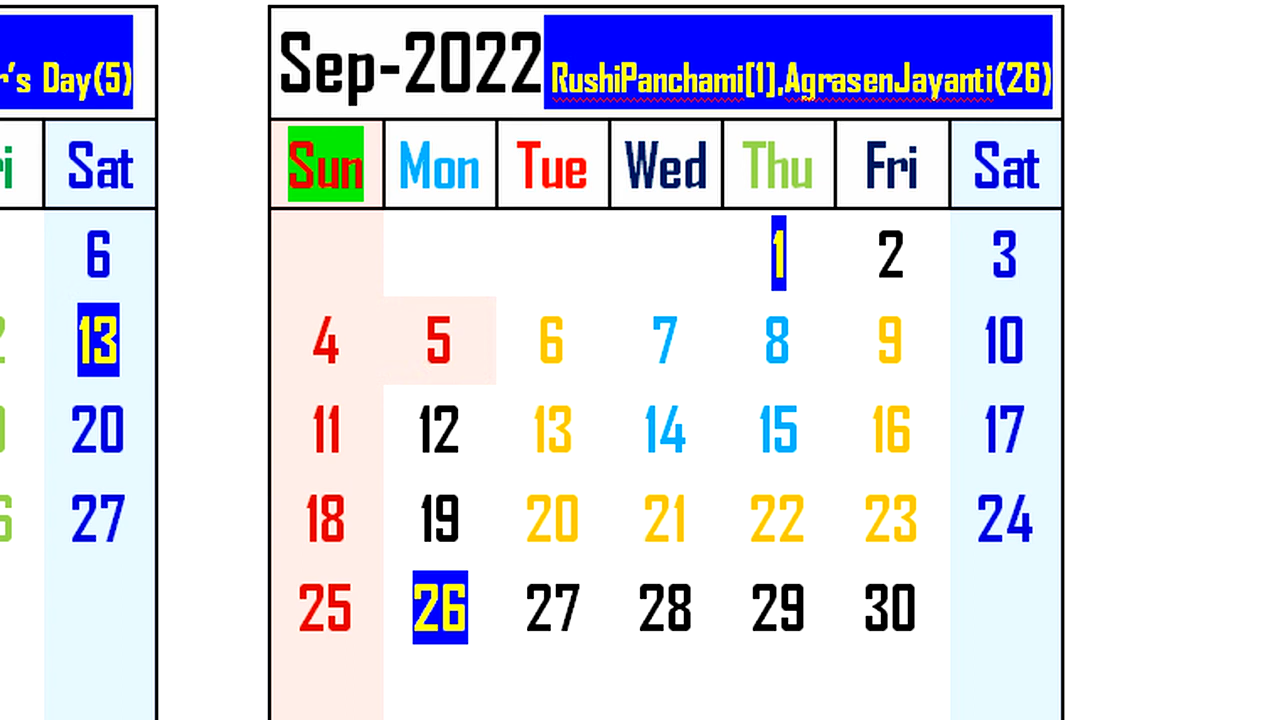 r's Day(5)
Sat
6
13
20
27
Sep-2022 RushiPanchami[1],AgrasenJayanti(26)
Sun Mon Tue Wed Thu Fri Sat
1 2 3
4 5 6 7 8 9 10
11 12 13 14 15 16 17
18 19 20 21 22 23 24
25 26 27 28 29 30